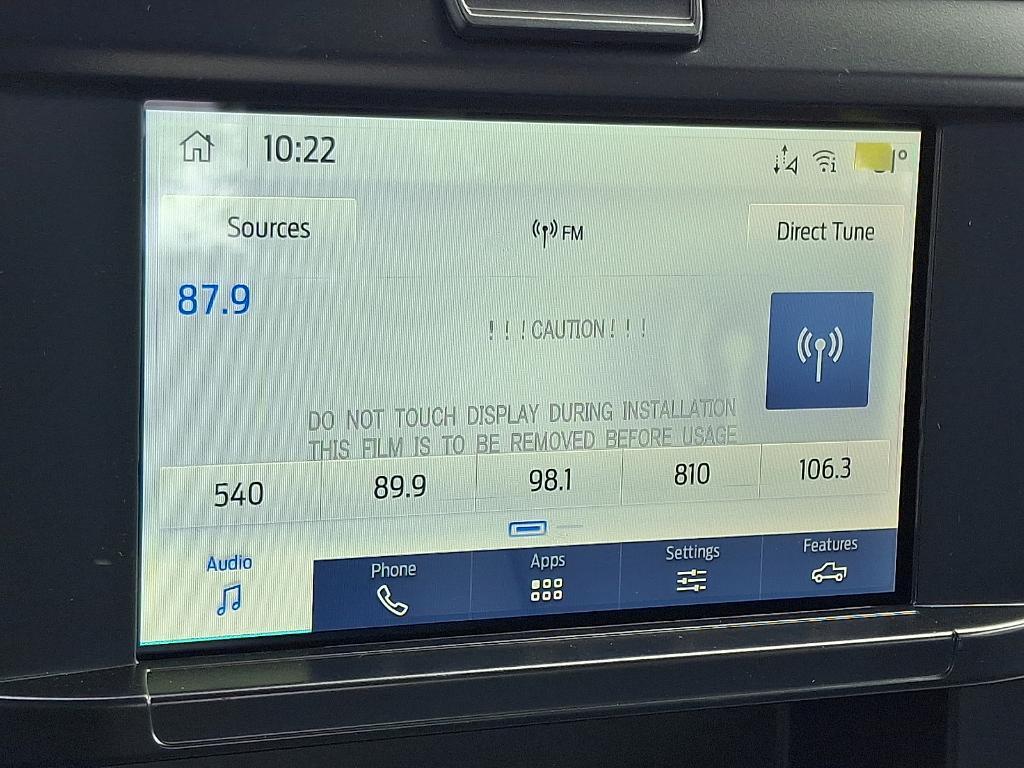 10:22
Sources
FM
Direct Tune
87.9
!!!CAUTION!!!
DO NOT TOUCH DISPLAY DURING INSTALLATION
THIS FILM IS TO BE REMOVED BEFORE USAGE
540 89.9 98.1 810 106.3
Audio Phone Apps Settings Features